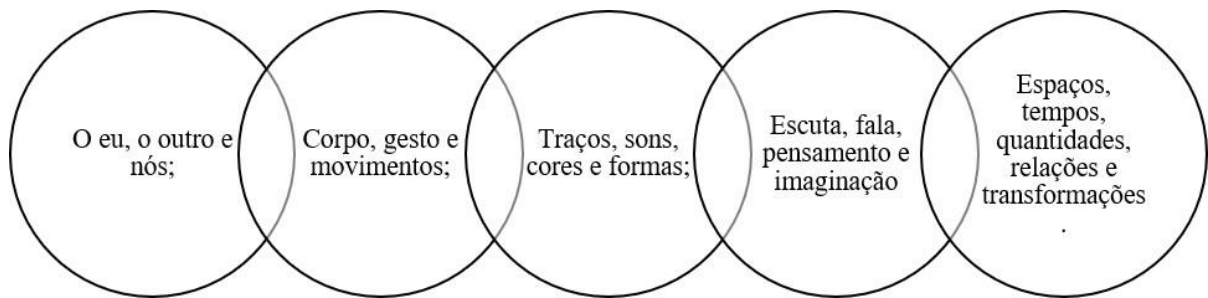 O eu, o outro e
nós;
Corpo, gesto e
movimentos;
Traços, sons,
cores e formas;
Escuta, fala,
pensamento e
imaginação
Espaços,
tempos,
quantidades,
relações e
transformações
.